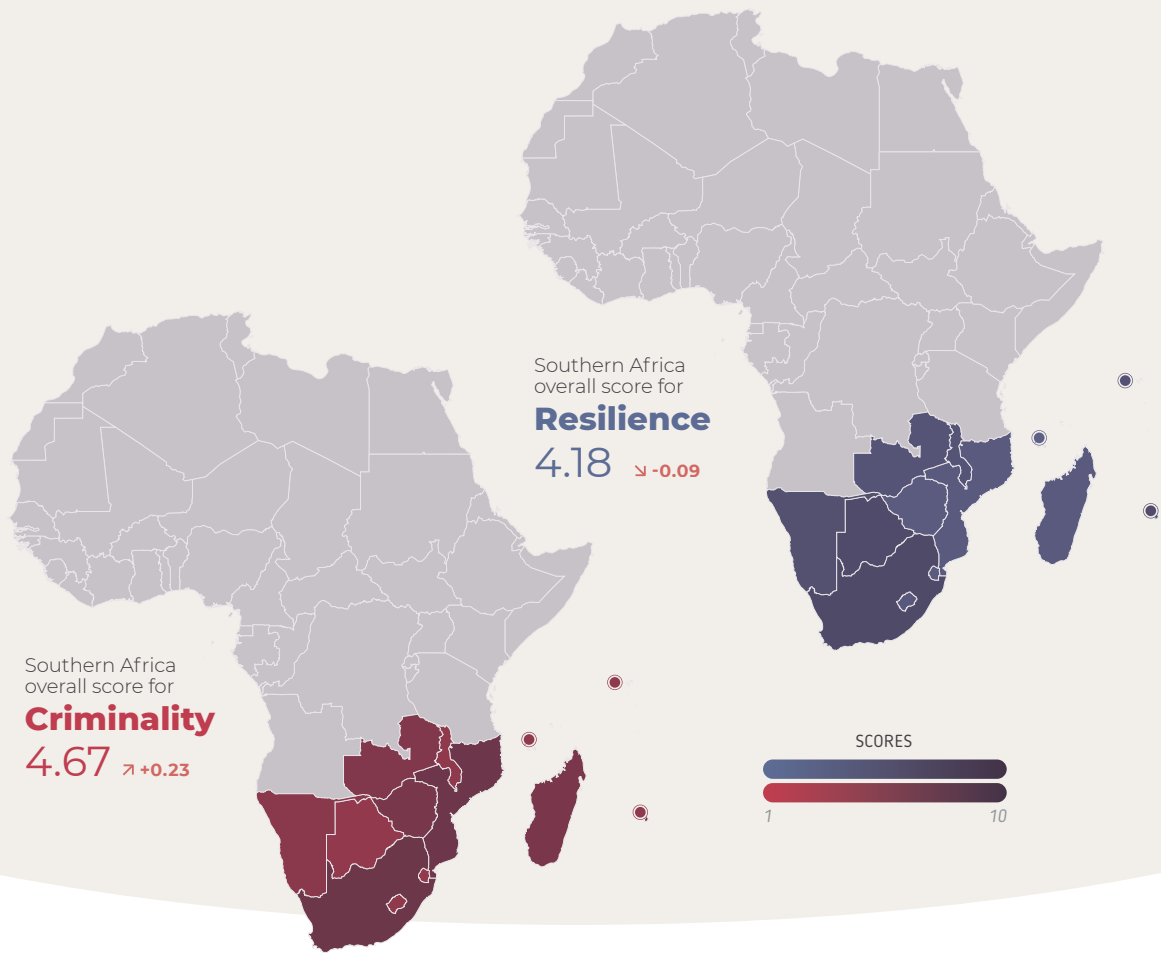 Southern Africa
overall score for
Resilience
4.18 ↘ -0.09
Southern Africa
overall score for
Criminality
4.67 ↗ +0.23
SCORES
1 10